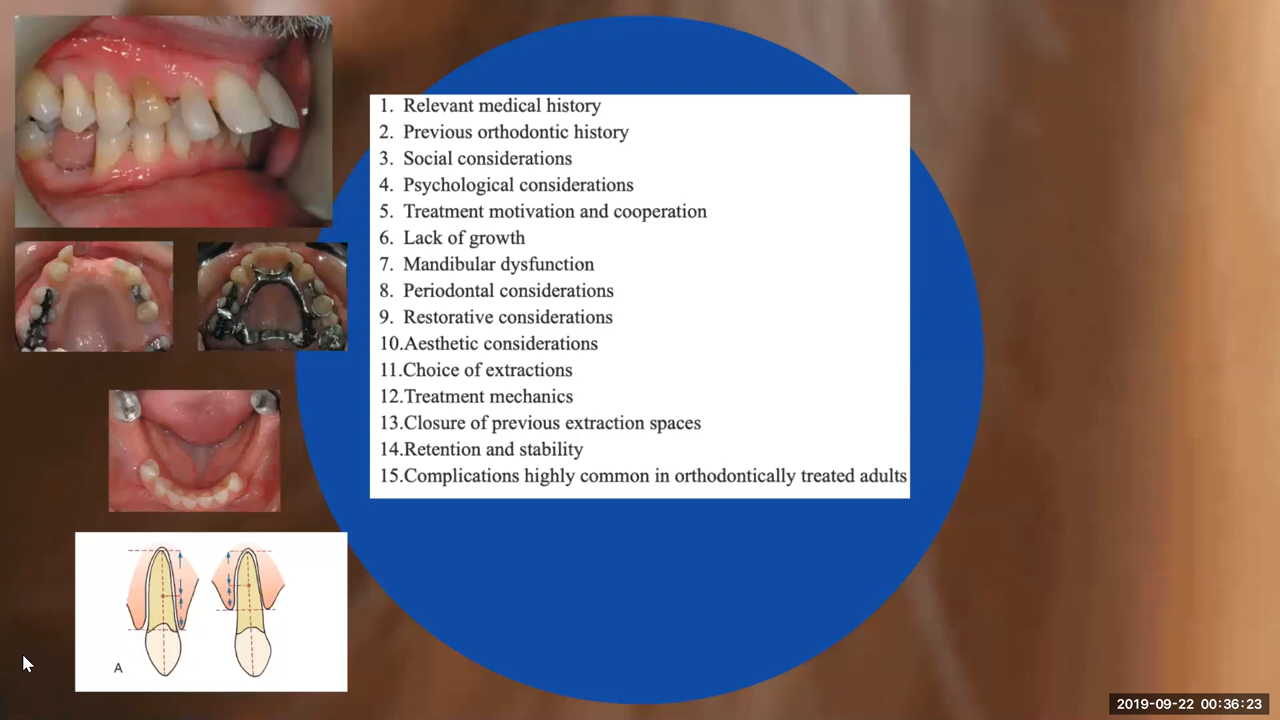 1. Relevant medical history
2. Previous orthodontic history
3. Social considerations
4. Psychological considerations
5. Treatment motivation and cooperation
6. Lack of growth
7. Mandibular dysfunction
8. Periodontal considerations
9. Restorative considerations
10.Aesthetic considerations
11.Choice of extractions
12.Treatment mechanics
13.Closure of previous extraction spaces
14.Retention and stability
15.Complications highly common in orthodontically treated adults
A
2019-09-22 00:36:23